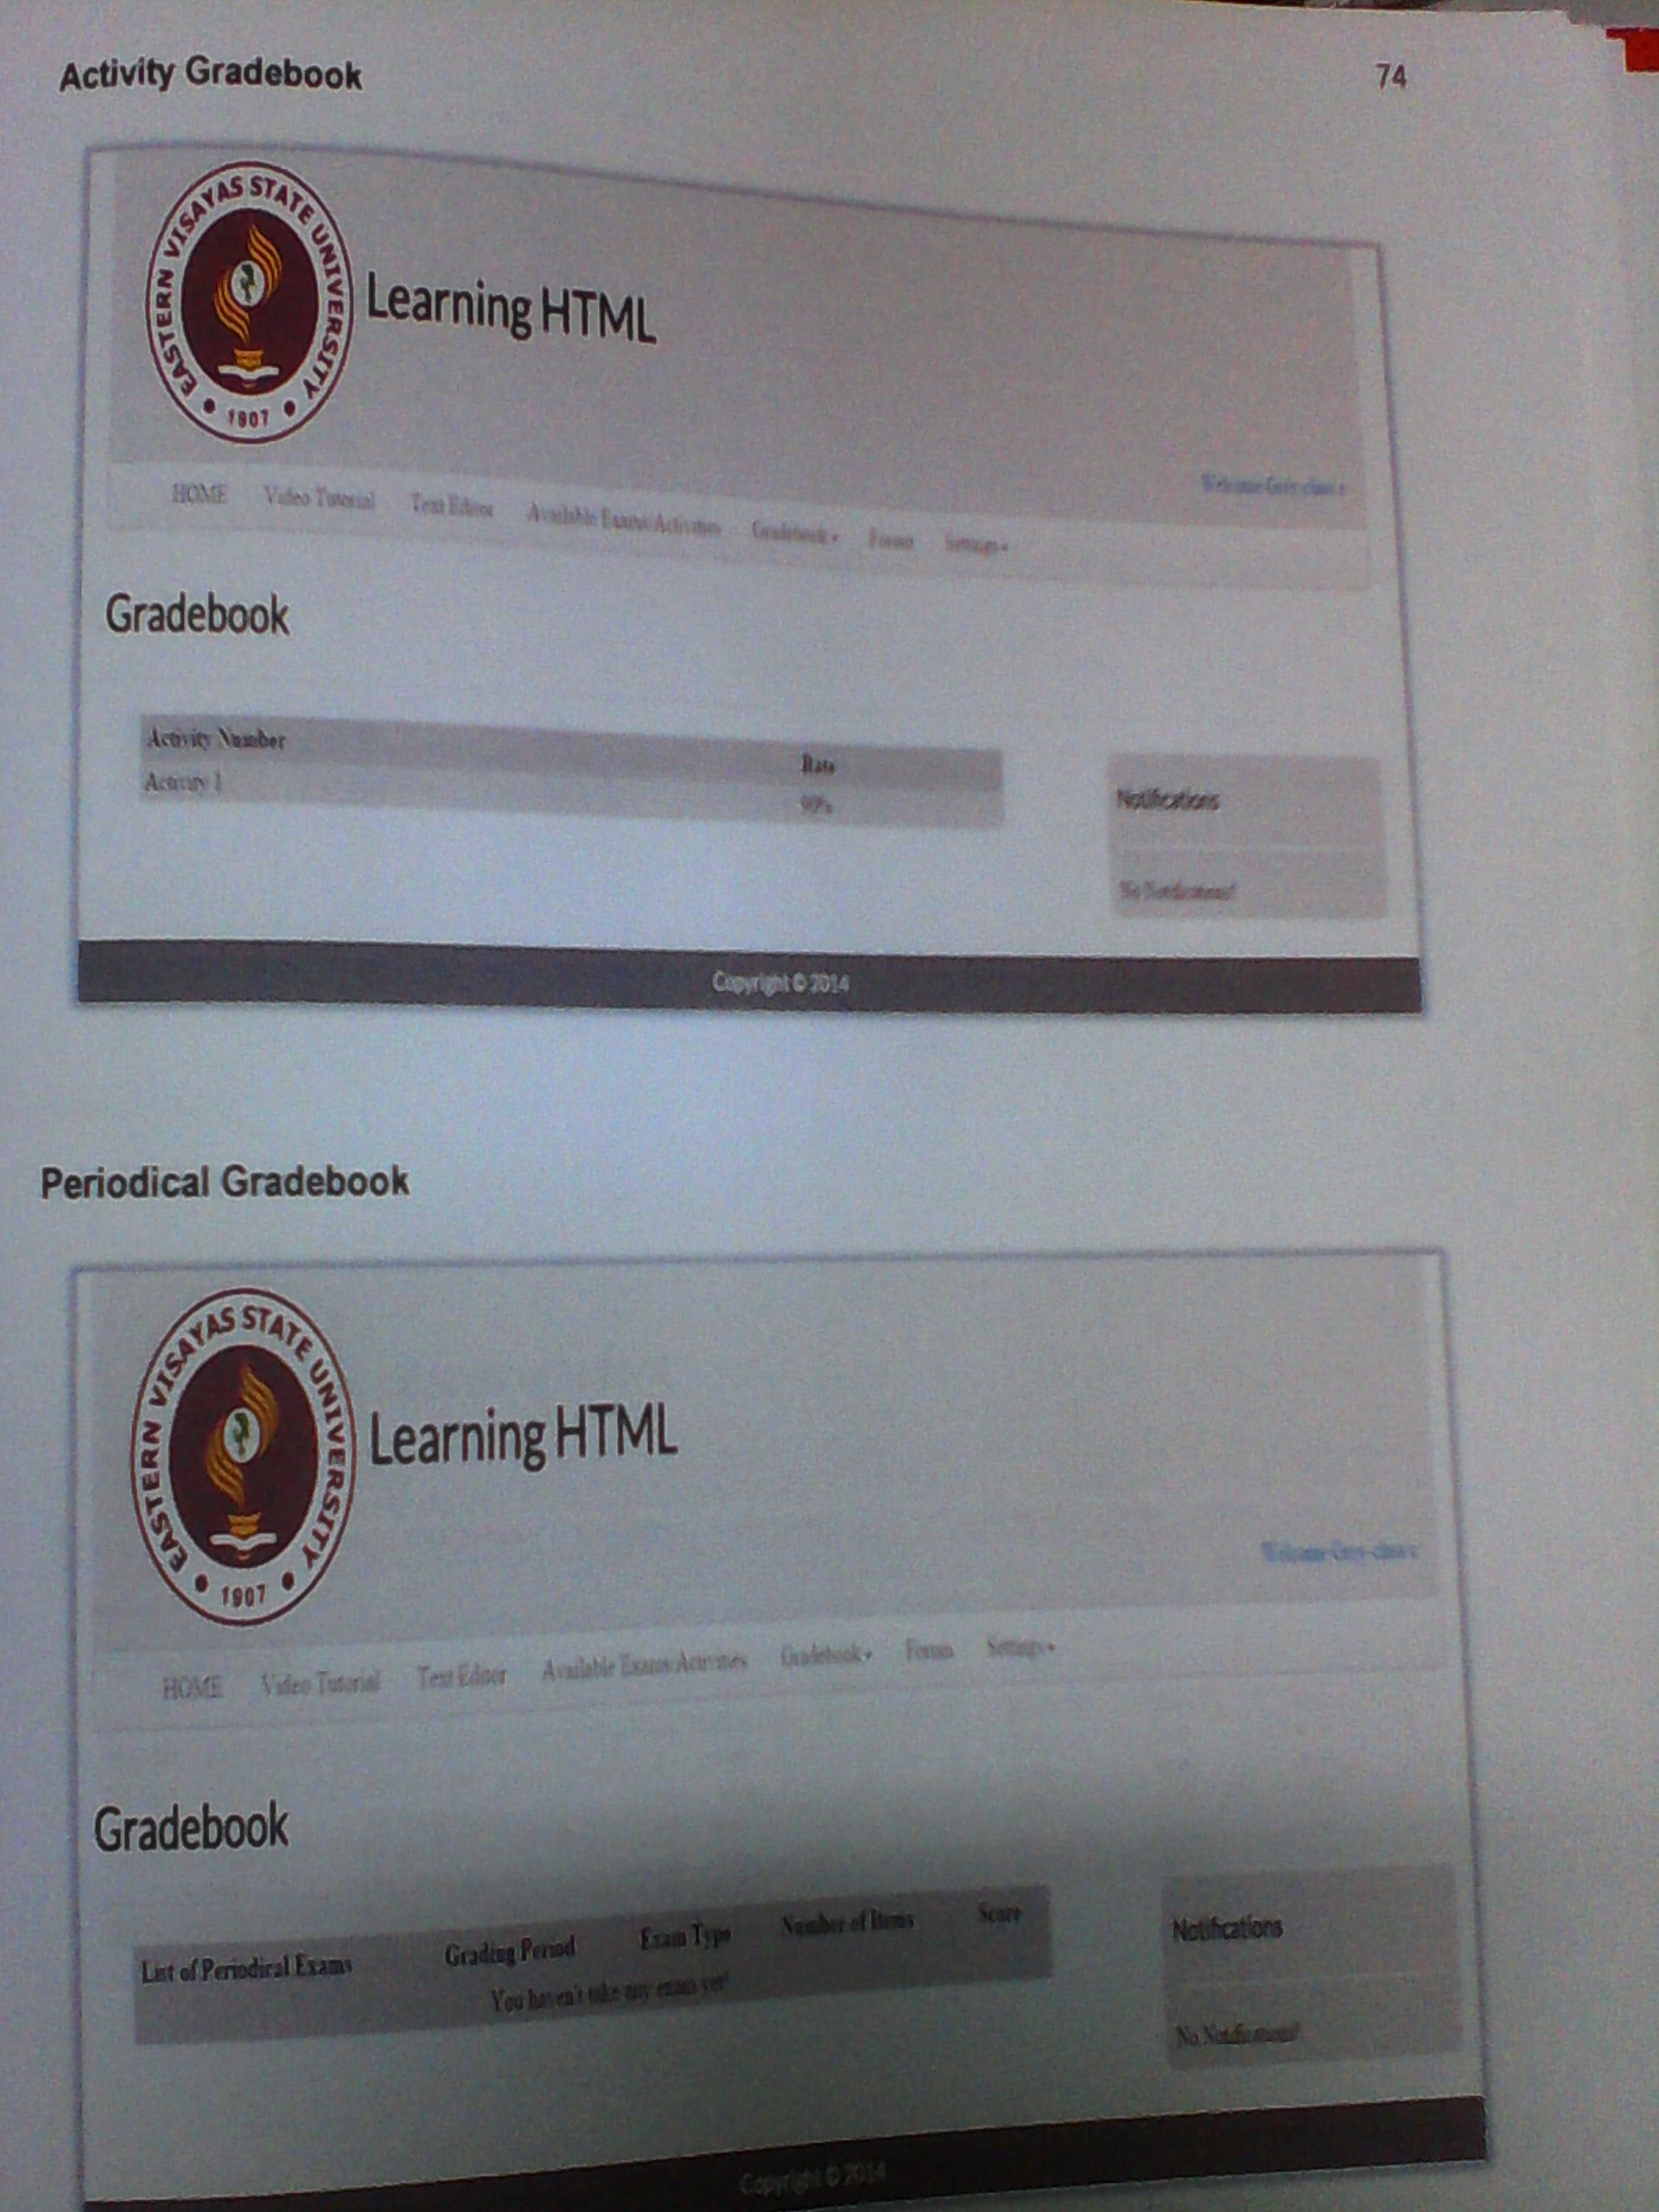 Activity Gradebook
74
EASTERN VISAYAS STATE UNIVERSITY
1907
Learning HTML
Welcome
HOME Video Tutorial Text Editor Available Exams/Activities Gradebook Forum Settings
Gradebook
Activity Number Rate
Activity 1 90%
Notifications
No Notifications!
Copyright © 2014
Periodical Gradebook
EASTERN VISAYAS STATE UNIVERSITY
1907
Learning HTML
Welcome
HOME Video Tutorial Text Editor Available Exams/Activities Gradebook Forum Settings
Gradebook
List of Periodical Exams Grading Period Exam Type Number of Items Score
You haven't take any exam yet!
Notifications
No Notifications!
Copyright © 2014